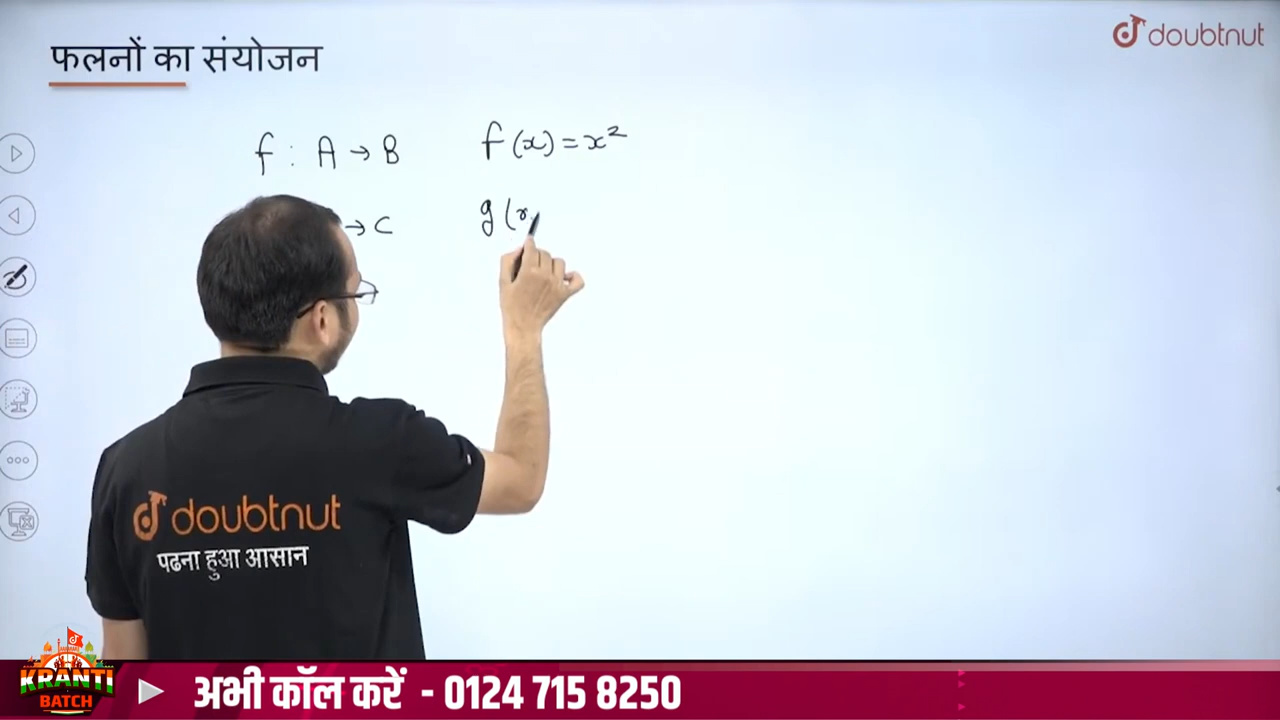 फलनों का संयोजन
doubtnut
f : A → B f(x) = x²
→ C g(x
doubtnut
पढना हुआ आसान
KRANTI
BATCH
अभी कॉल करें - 0124 715 8250